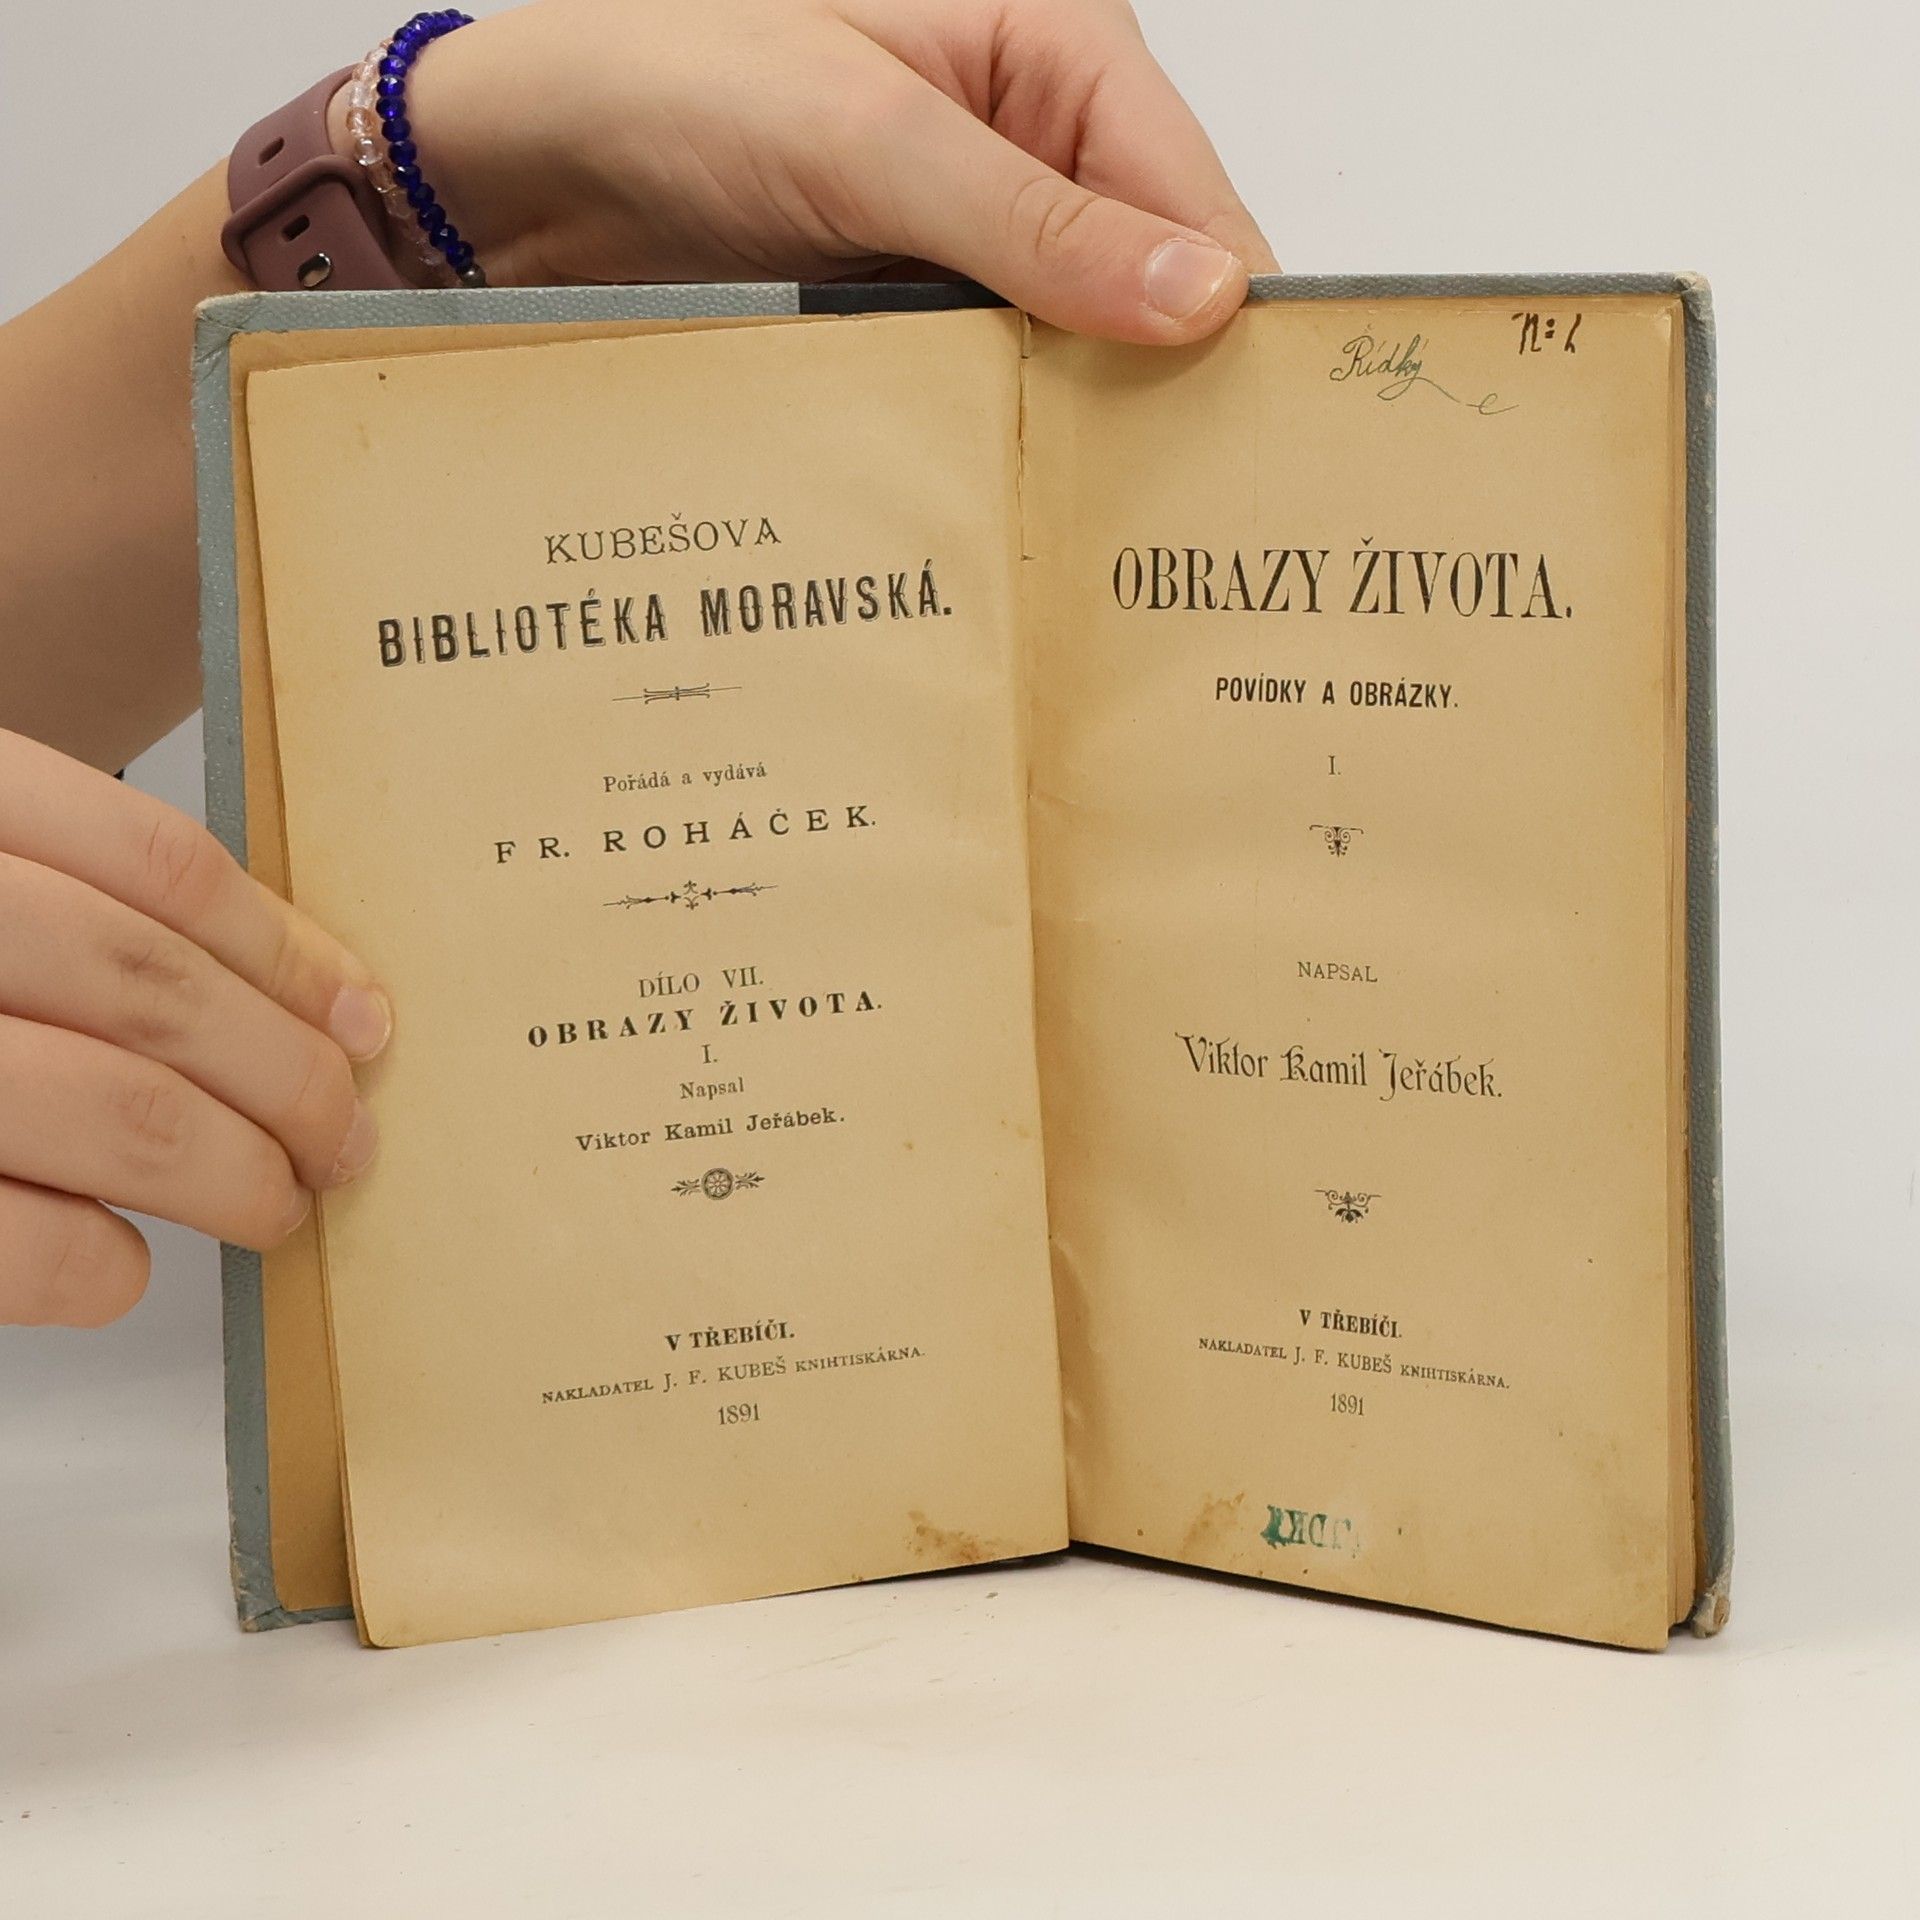 KUBEŠOVA
BIBLIOTÉKA MORAVSKÁ.
Pořádá a vydává
FR. ROHÁČEK.
DÍLO VII.
OBRAZY ŽIVOTA.
I.
Napsal
Viktor Kamil Jeřábek.
V TŘEBÍČI.
NAKLADATEL J. F. KUBEŠ KNIHTISKÁRNA.
1891
Řídký
OBRAZY ŽIVOTA.
POVÍDKY A OBRÁZKY.
I.
NAPSAL
Viktor Kamil Jeřábek.
V TŘEBÍČI.
NAKLADATEL J. F. KUBEŠ KNIHTISKÁRNA.
1891